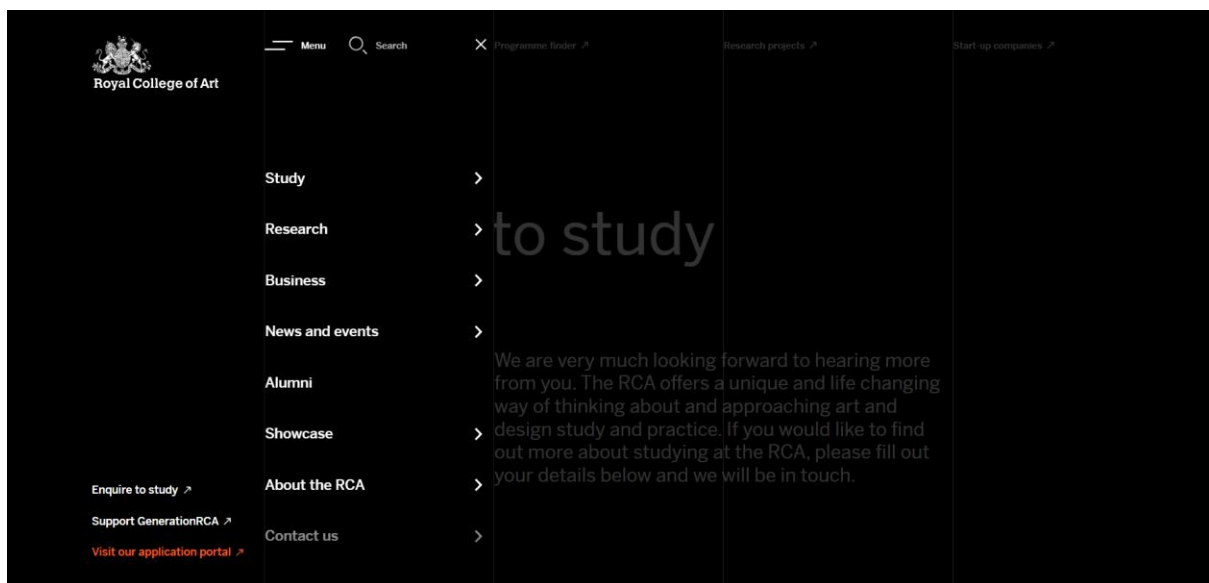 Royal College of Art
Menu
Search
Programme finder ↗
Research projects ↗
Start-up companies ↗
Study
Research
Business
News and events
Alumni
Showcase
About the RCA
Contact us
Enquire to study ↗
Support GenerationRCA ↗
Visit our application portal ↗
to study
We are very much looking forward to hearing more
from you. The RCA offers a unique and life changing
way of thinking about and approaching art and
design study and practice. If you would like to find
out more about studying at the RCA, please fill out
your details below and we will be in touch.